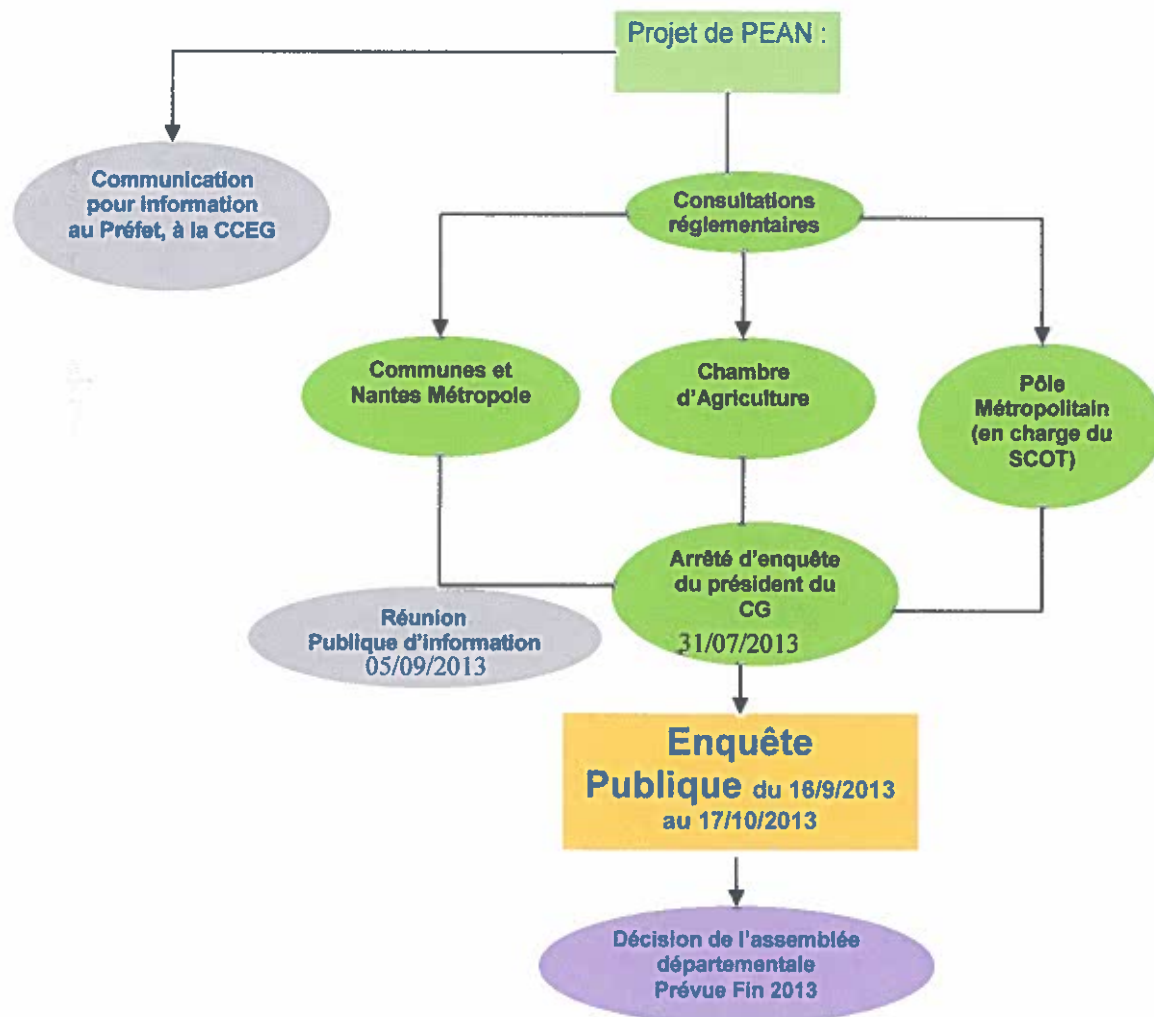 Projet de PEAN :
Communication
pour information
au Préfet, à la CCEG
Consultations
réglementaires
Communes et
Nantes Métropole
Chambre
d'Agriculture
Pôle
Métropolitain
(en charge du
SCOT)
Arrêté d'enquête
du président du
CG
31/07/2013
Réunion
Publique d'information
05/09/2013
Enquête
Publique du 16/9/2013
au 17/10/2013
Décision de l'assemblée
départementale
Prévue Fin 2013